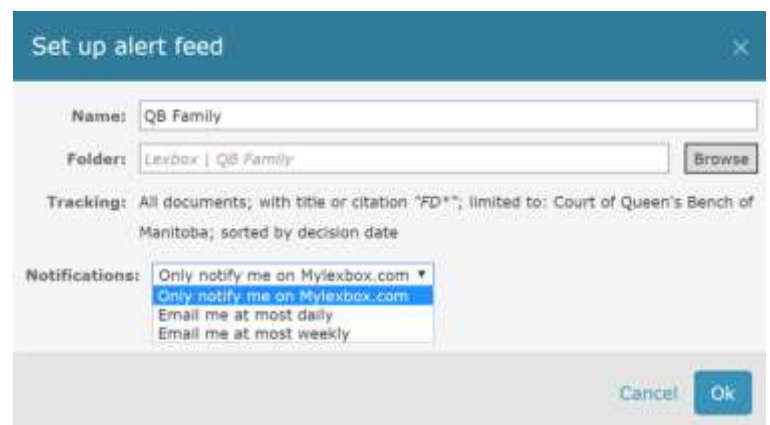 Set up alert feed ×
Name: QB Family
Folder: Lexbox | QB Family Browse
Tracking: All documents; with title or citation "FD*"; limited to: Court of Queen's Bench of
Manitoba; sorted by decision date
Notifications: Only notify me on Mylexbox.com ▼
Only notify me on Mylexbox.com
Email me at most daily
Email me at most weekly
Cancel Ok